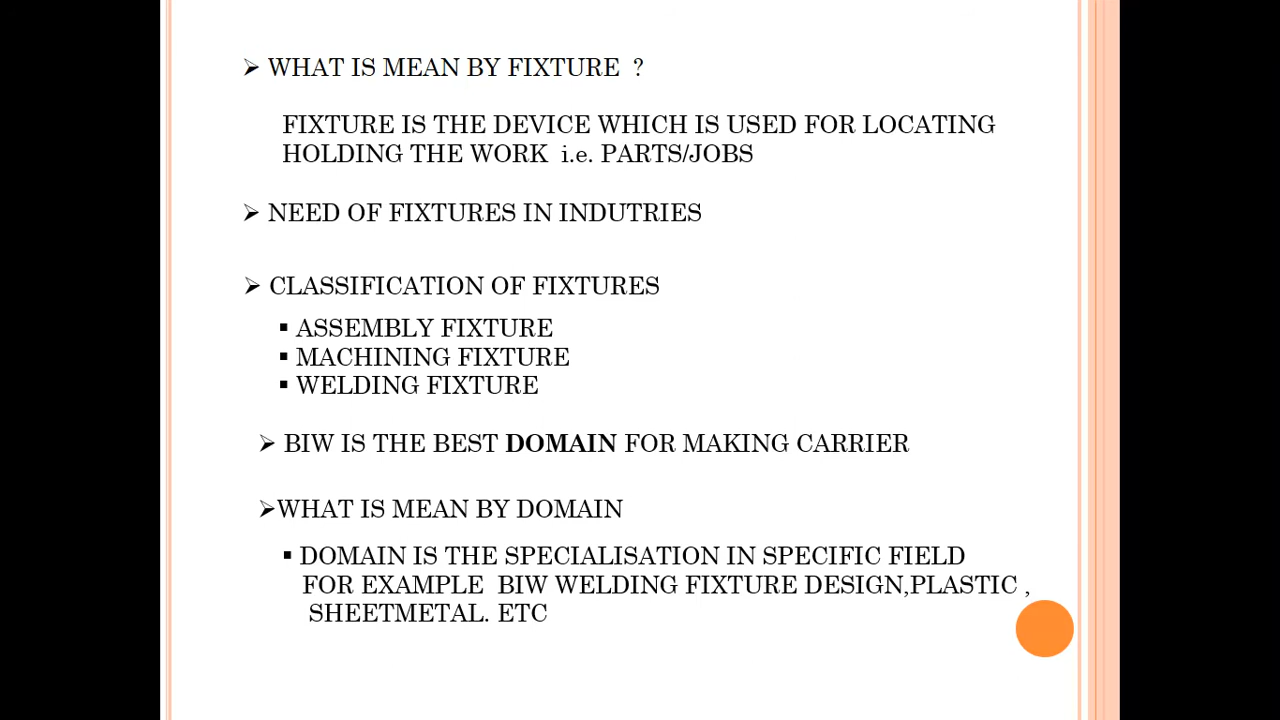 ➢ WHAT IS MEAN BY FIXTURE ?
FIXTURE IS THE DEVICE WHICH IS USED FOR LOCATING
HOLDING THE WORK i.e. PARTS/JOBS
➢ NEED OF FIXTURES IN INDUTRIES
➢ CLASSIFICATION OF FIXTURES
▪ ASSEMBLY FIXTURE
▪ MACHINING FIXTURE
▪ WELDING FIXTURE
➢ BIW IS THE BEST DOMAIN FOR MAKING CARRIER
➢WHAT IS MEAN BY DOMAIN
▪ DOMAIN IS THE SPECIALISATION IN SPECIFIC FIELD
FOR EXAMPLE BIW WELDING FIXTURE DESIGN,PLASTIC ,
SHEETMETAL. ETC